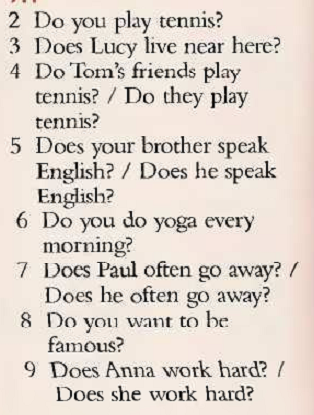 2 Do you play tennis?
3 Does Lucy live near here?
4 Do Tom's friends play
tennis? / Do they play
tennis?
5 Does your brother speak
English? / Does he speak
English?
6 Do you do yoga every
morning?
7 Does Paul often go away? /
Does he often go away?
8 Do you want to be
famous?
9 Does Anna work hard? /
Does she work hard?